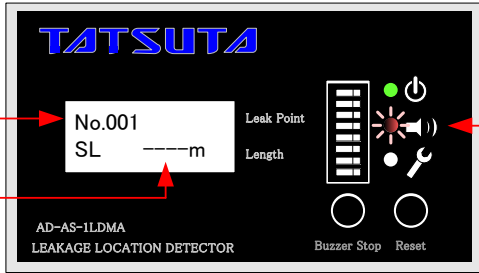 TATSUTA
No.001
SL ----m
Leak Point
Length
AD-AS-1LDMA
LEAKAGE LOCATION DETECTOR
Buzzer Stop
Reset